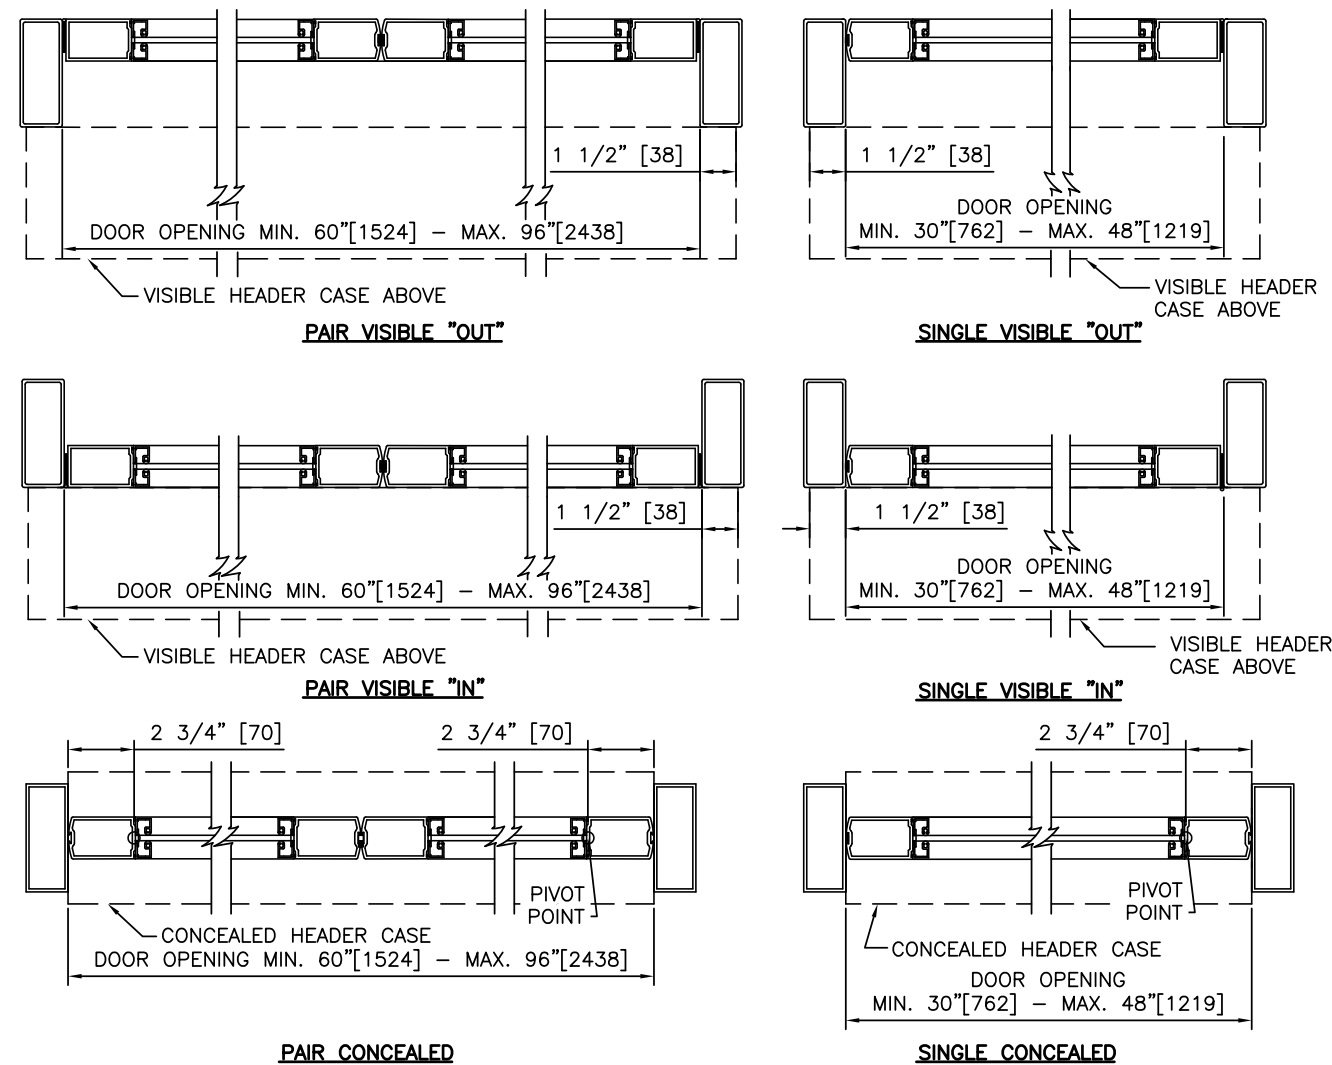 1 1/2” [38]
DOOR OPENING MIN. 60”[1524] – MAX. 96”[2438]
VISIBLE HEADER CASE ABOVE
PAIR VISIBLE ”OUT”
1 1/2” [38]
DOOR OPENING
MIN. 30”[762] – MAX. 48”[1219]
VISIBLE HEADER
CASE ABOVE
SINGLE VISIBLE ”OUT”
1 1/2” [38]
DOOR OPENING MIN. 60”[1524] – MAX. 96”[2438]
VISIBLE HEADER CASE ABOVE
PAIR VISIBLE ”IN”
1 1/2” [38]
DOOR OPENING
MIN. 30”[762] – MAX. 48”[1219]
VISIBLE HEADER
CASE ABOVE
SINGLE VISIBLE ”IN”
2 3/4” [70]
2 3/4” [70]
PIVOT
POINT
CONCEALED HEADER CASE
DOOR OPENING MIN. 60”[1524] – MAX. 96”[2438]
PAIR CONCEALED
2 3/4” [70]
PIVOT
POINT
CONCEALED HEADER CASE
DOOR OPENING
MIN. 30”[762] – MAX. 48”[1219]
SINGLE CONCEALED